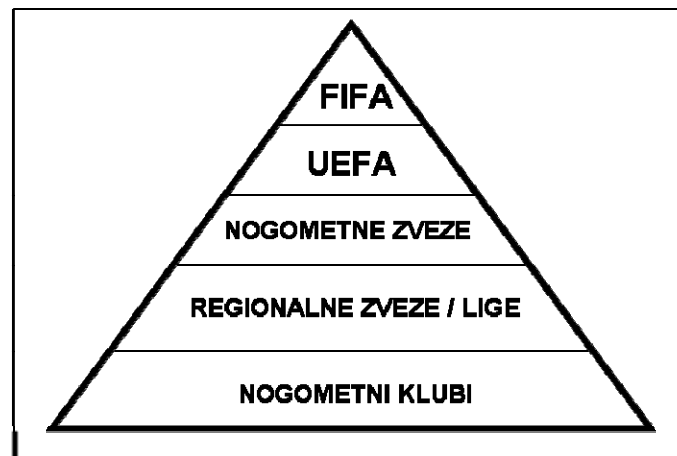 FIFA
UEFA
NOGOMETNE ZVEZE
REGIONALNE ZVEZE / LIGE
NOGOMETNI KLUBI